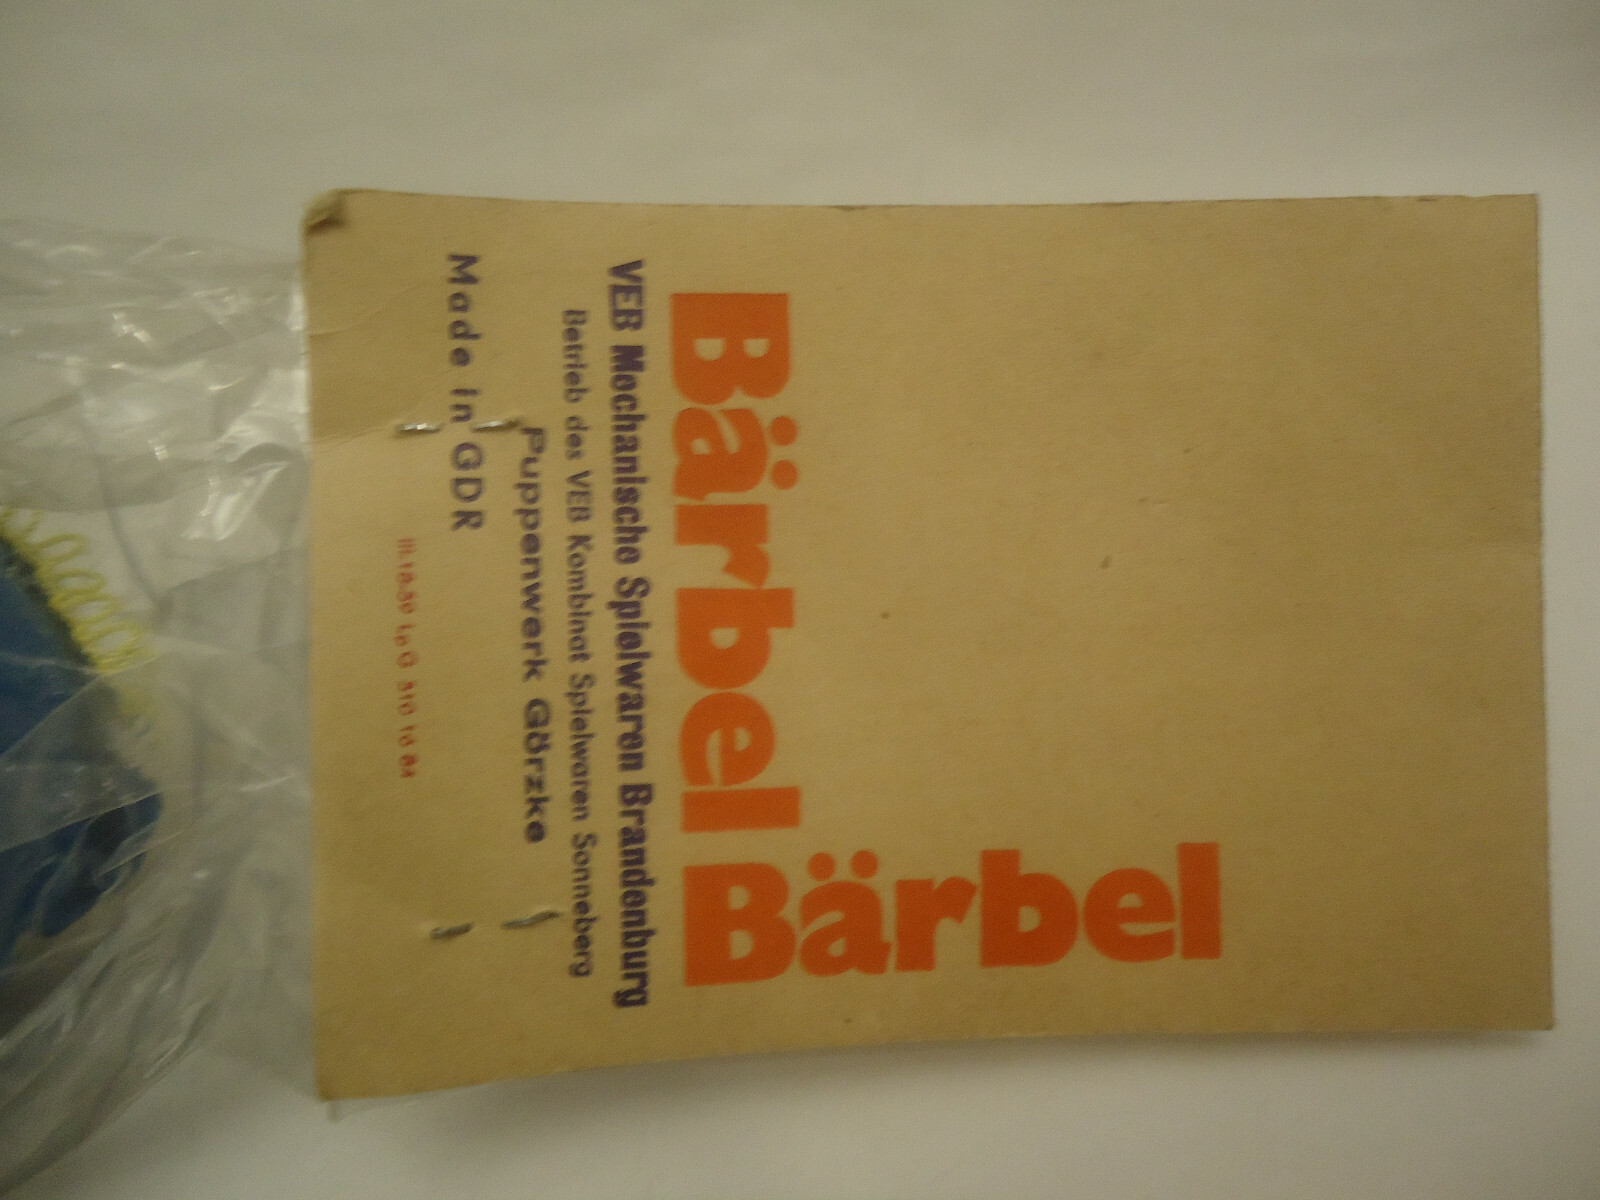 Bärbel
Bärbel
VEB Mechanische Spielwaren Brandenburg
Betrieb des VEB Kombinat Spielwaren Sonneberg
Puppenwerk Görzke
Made in GDR